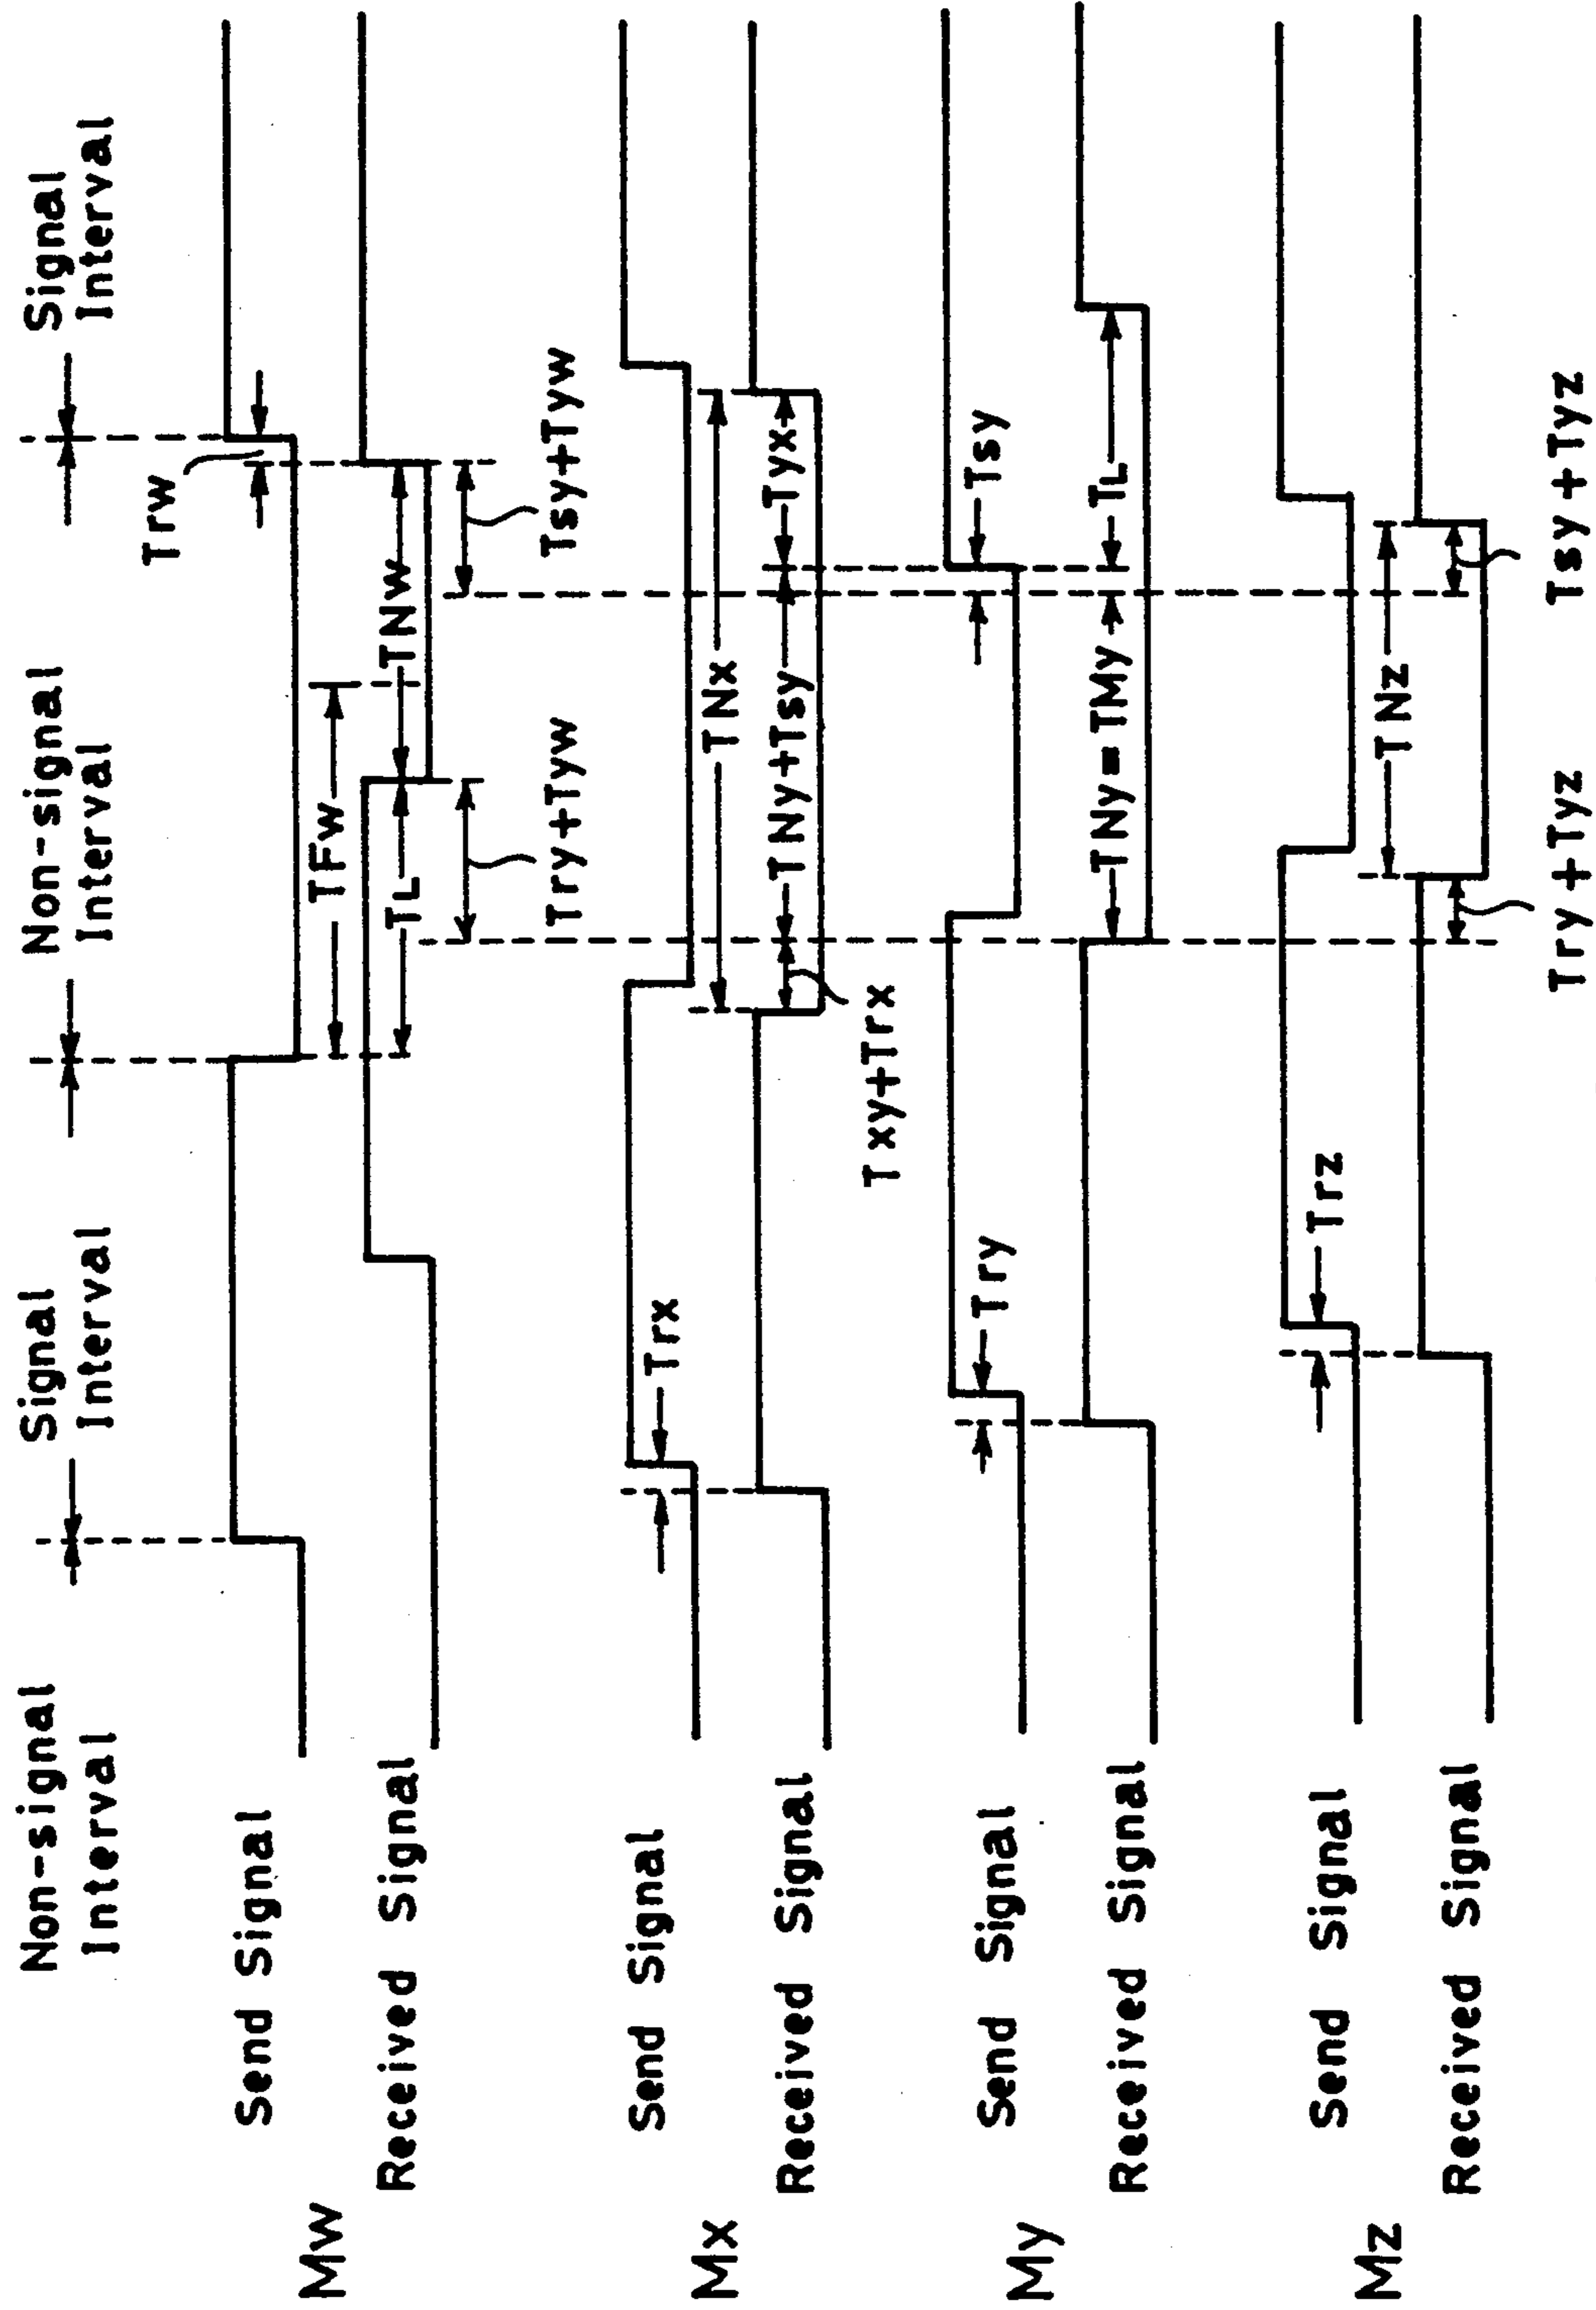 Non-signal
Interval
Signal
Interval
Non-signal
Interval
Signal
Interval
Mw
Send Signal
Trw
TFw
Received Signal
TL
TNw
Try+Tyw
Tsy+Tyw
Mx
Send Signal
Trx
TNx
Received Signal
TNy+Tsy
Tyx
Txy+Trx
My
Send Signal
Try
Tsy
Received Signal
TNy=TMy
TL
Mz
Send Signal
Trz
TNz
Received Signal
Try+Tyz
Tsy+Tyz